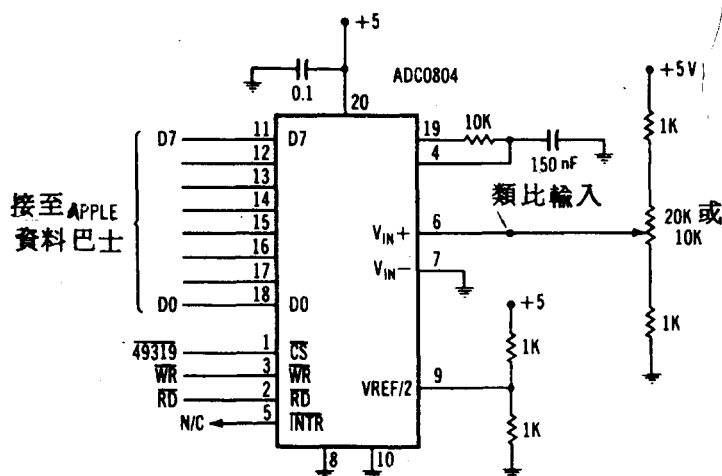 +5
0.1
ADC0804
20
+5V
1K
D7 11 D7
12
13
14
15
16
17
D0 18 D0
接至APPLE
資料巴士
19 10K
4
150 nF
類比輸入
VIN+ 6
VIN− 7
20K 或
10K
1K
+5
1K
VREF/2 9
1K
49319 1 CS
WR 3 WR
RD 2 RD
N/C 5 INTR
8
10